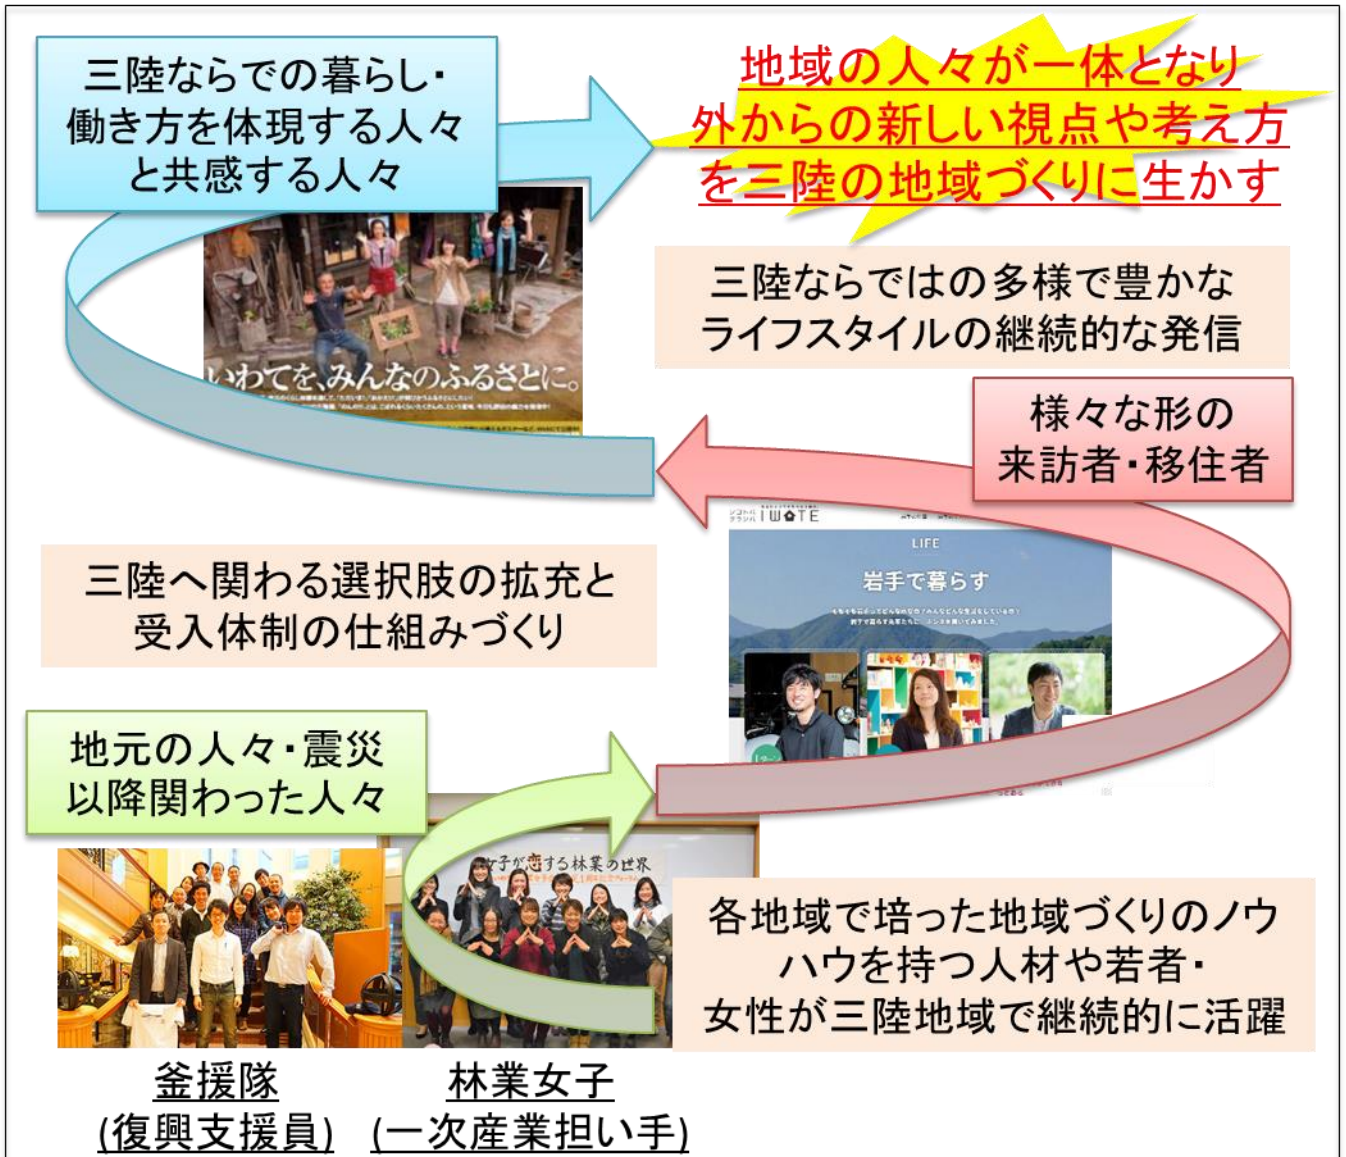 三陸ならでの暮らし・
働き方を体現する人々
と共感する人々
地域の人々が一体となり
外からの新しい視点や考え方
を三陸の地域づくりに生かす
いわてを、みんなのふるさとに。
三陸ならではの多様で豊かな
ライフスタイルの継続的な発信
様々な形の
来訪者・移住者
IWATE
LIFE
岩手で暮らす
三陸へ関わる選択肢の拡充と
受入体制の仕組みづくり
地元の人々・震災
以降関わった人々
女子が恋する林業の世界
各地域で培った地域づくりのノウ
ハウを持つ人材や若者・
女性が三陸地域で継続的に活躍
釜援隊
(復興支援員)
林業女子
(一次産業担い手)